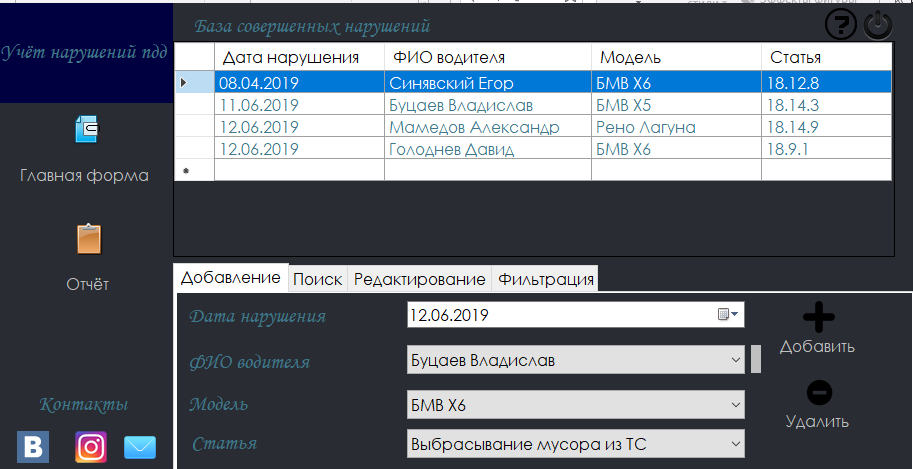 База совершенных нарушений
Учёт нарушений пдд
Дата нарушения ФИО водителя Модель Статья
08.04.2019 Синявский Егор БМВ X6 18.12.8
11.06.2019 Буцаев Владислав БМВ X5 18.14.3
12.06.2019 Мамедов Александр Рено Лагуна 18.14.9
12.06.2019 Голоднев Давид БМВ X6 18.9.1
Главная форма
Отчёт
Добавление Поиск Редактирование Фильтрация
Дата нарушения 12.06.2019
Добавить
ФИО водителя Буцаев Владислав
Модель БМВ X6
Удалить
Статья Выбрасывание мусора из ТС
Контакты